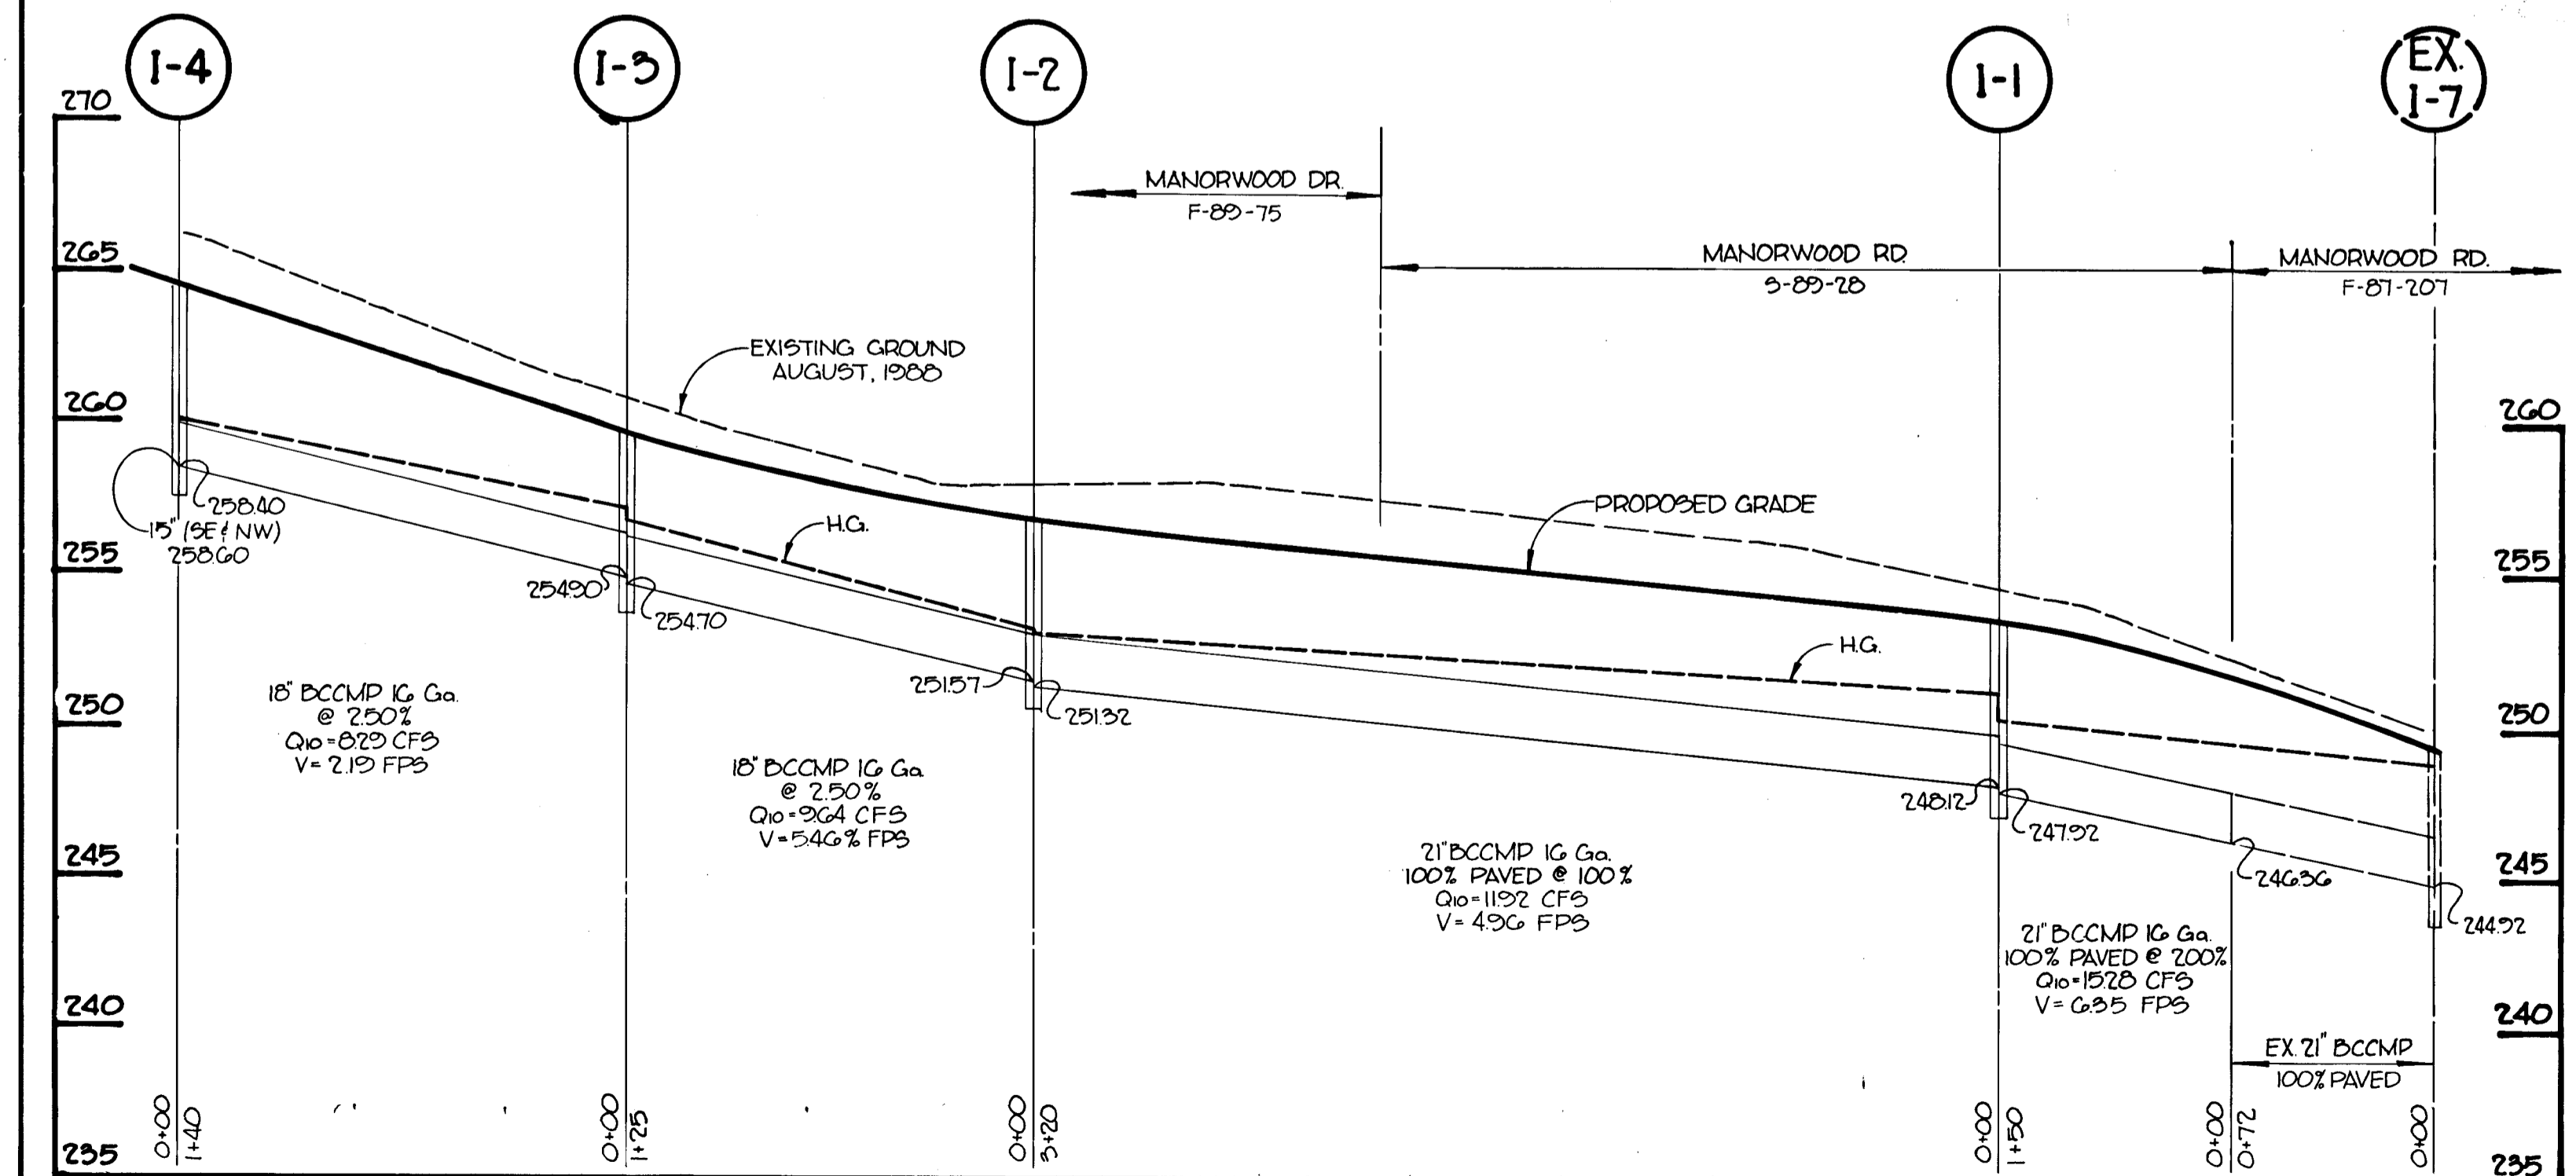 I-4
I-3
I-2
I-1
EX.
I-7
270
265
260
255
250
245
240
235
260
255
250
245
240
235
MANORWOOD DR.
F-89-75
MANORWOOD RD.
S-89-28
MANORWOOD RD.
F-87-207
EXISTING GROUND
AUGUST, 1988
PROPOSED GRADE
H.G.
H.G.
258.40
15" (SE & NW)
258.60
254.90
254.70
251.57
251.32
248.12
247.92
246.36
244.92
18" BCCMP 16 Ga.
@ 2.50%
Q10=8.29 CFS
V= 2.19 FPS
18" BCCMP 16 Ga.
@ 2.50%
Q10=9.64 CFS
V=5.46% FPS
21" BCCMP 16 Ga.
100% PAVED @ 1.00%
Q10=11.92 CFS
V= 4.96 FPS
21" BCCMP 16 Ga.
100% PAVED @ 2.00%
Q10=15.28 CFS
V= 6.35 FPS
EX. 21" BCCMP
100% PAVED
0+00
1+40
0+00
1+25
0+00
3+20
0+00
1+50
0+00
0+72
0+00